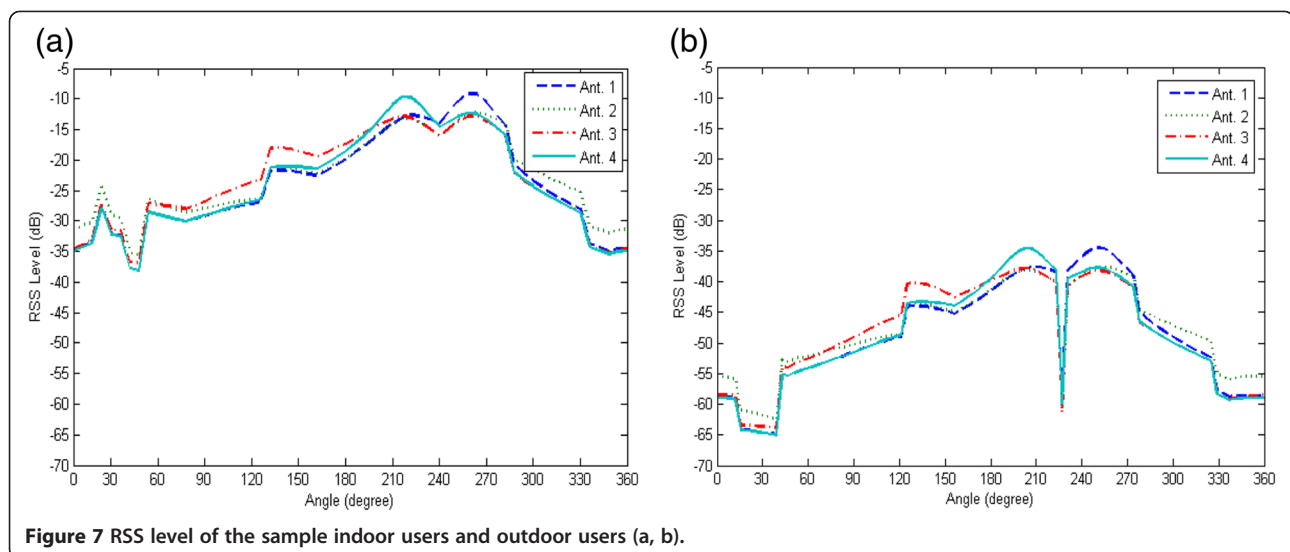 (a)
-5
-10
-15
-20
-25
-30
-35
-40
-45
-50
-55
-60
-65
-70
RSS Level (dB)
0 30 60 90 120 150 180 210 240 270 300 330 360
Angle (degree)
Ant. 1
Ant. 2
Ant. 3
Ant. 4
(b)
-5
-10
-15
-20
-25
-30
-35
-40
-45
-50
-55
-60
-65
-70
RSS Level (dB)
0 30 60 90 120 150 180 210 240 270 300 330 360
Angle (degree)
Ant. 1
Ant. 2
Ant. 3
Ant. 4
Figure 7 RSS level of the sample indoor users and outdoor users (a, b).